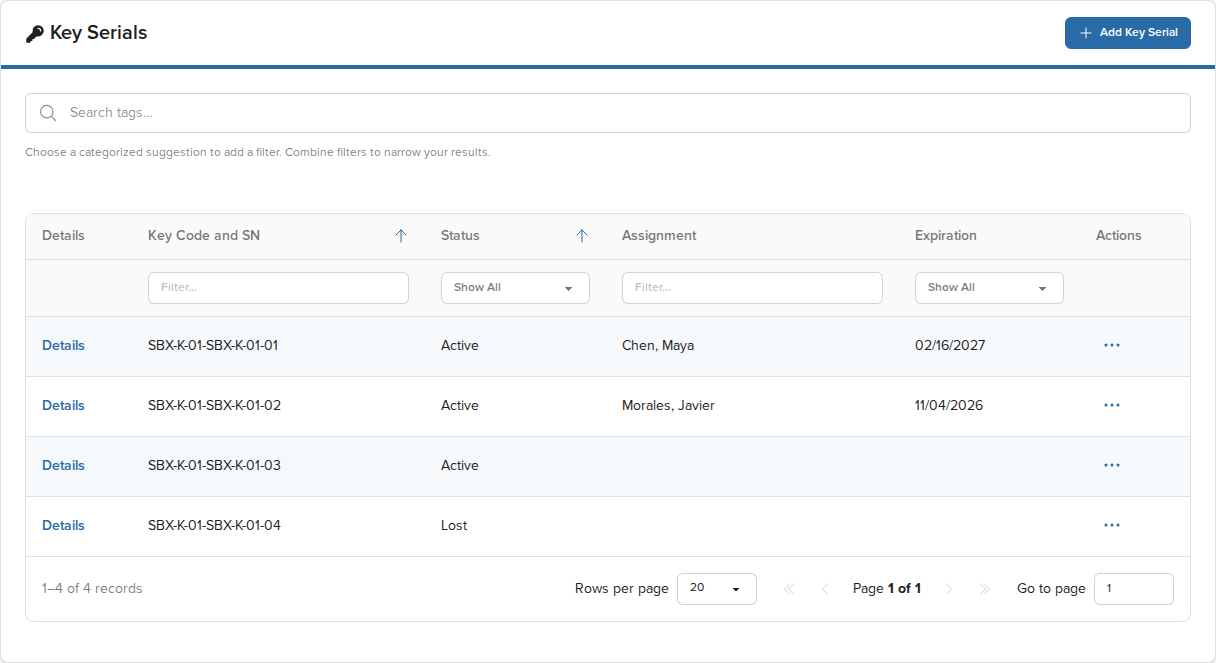 Key Serials
Add Key Serial
Search tags...
Choose a categorized suggestion to add a filter. Combine filters to narrow your results.
Details Key Code and SN Status Assignment Expiration Actions
Filter... Show All Filter... Show All
Details SBX-K-01-SBX-K-01-01 Active Chen, Maya 02/16/2027
Details SBX-K-01-SBX-K-01-02 Active Morales, Javier 11/04/2026
Details SBX-K-01-SBX-K-01-03 Active
Details SBX-K-01-SBX-K-01-04 Lost
1–4 of 4 records Rows per page 20 Page 1 of 1 Go to page 1